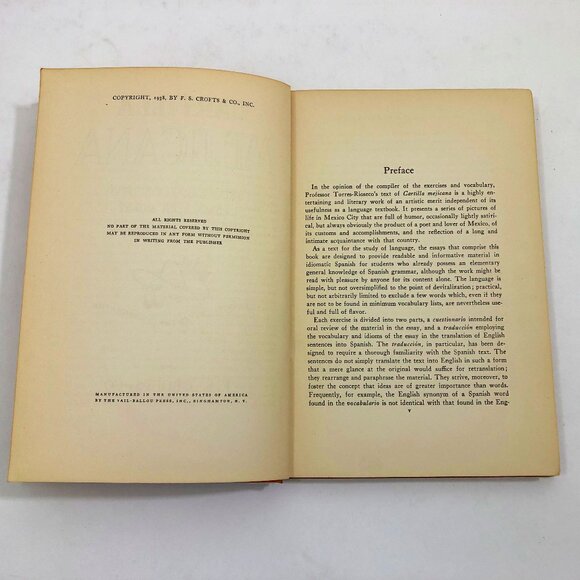 COPYRIGHT, 1938, BY F. S. CROFTS & CO., INC.
ALL RIGHTS RESERVED
NO PART OF THE MATERIAL COVERED BY THIS COPYRIGHT
MAY BE REPRODUCED IN ANY FORM WITHOUT PERMISSION
IN WRITING FROM THE PUBLISHER
MANUFACTURED IN THE UNITED STATES OF AMERICA
BY THE VAIL-BALLOU PRESS, INC., BINGHAMTON, N. Y.
Preface
In the opinion of the compiler of the exercises and vocabulary,
Professor Torres-Rioseco's text of Cartilla mejicana is a highly en-
tertaining and literary work of an artistic merit independent of its
usefulness as a language textbook. It presents a series of pictures of
life in Mexico City that are full of humor, occasionally lightly satiri-
cal, but always obviously the product of a poet and lover of Mexico, of
its customs and accomplishments, and the reflection of a long and
intimate acquaintance with that country.
As a text for the study of language, the essays that comprise this
book are designed to provide readable and informative material in
idiomatic Spanish for students who already possess an elementary
general knowledge of Spanish grammar, although the work might be
read with pleasure by anyone for its content alone. The language is
simple, but not oversimplified to the point of devitalization; practical,
but not arbitrarily limited to exclude a few words which, even if they
are not to be found in minimum vocabulary lists, are nevertheless use-
ful and full of flavor.
Each exercise is divided into two parts, a cuestionario intended for
oral review of the material in the essay, and a traducción employing
the vocabulary and idioms of the essay in the translation of English
sentences into Spanish. The traducción, in particular, has been de-
signed to require a thorough familiarity with the Spanish text. The
sentences do not simply translate the text into English in such form
that a mere glance at the original would suffice for retranslation;
they rearrange and paraphrase the material. They strive, moreover, to
foster the concept that ideas are of greater importance than words.
Frequently, for example, the English synonym of a Spanish word
found in the vocabulario is not identical with that found in the Eng-
v